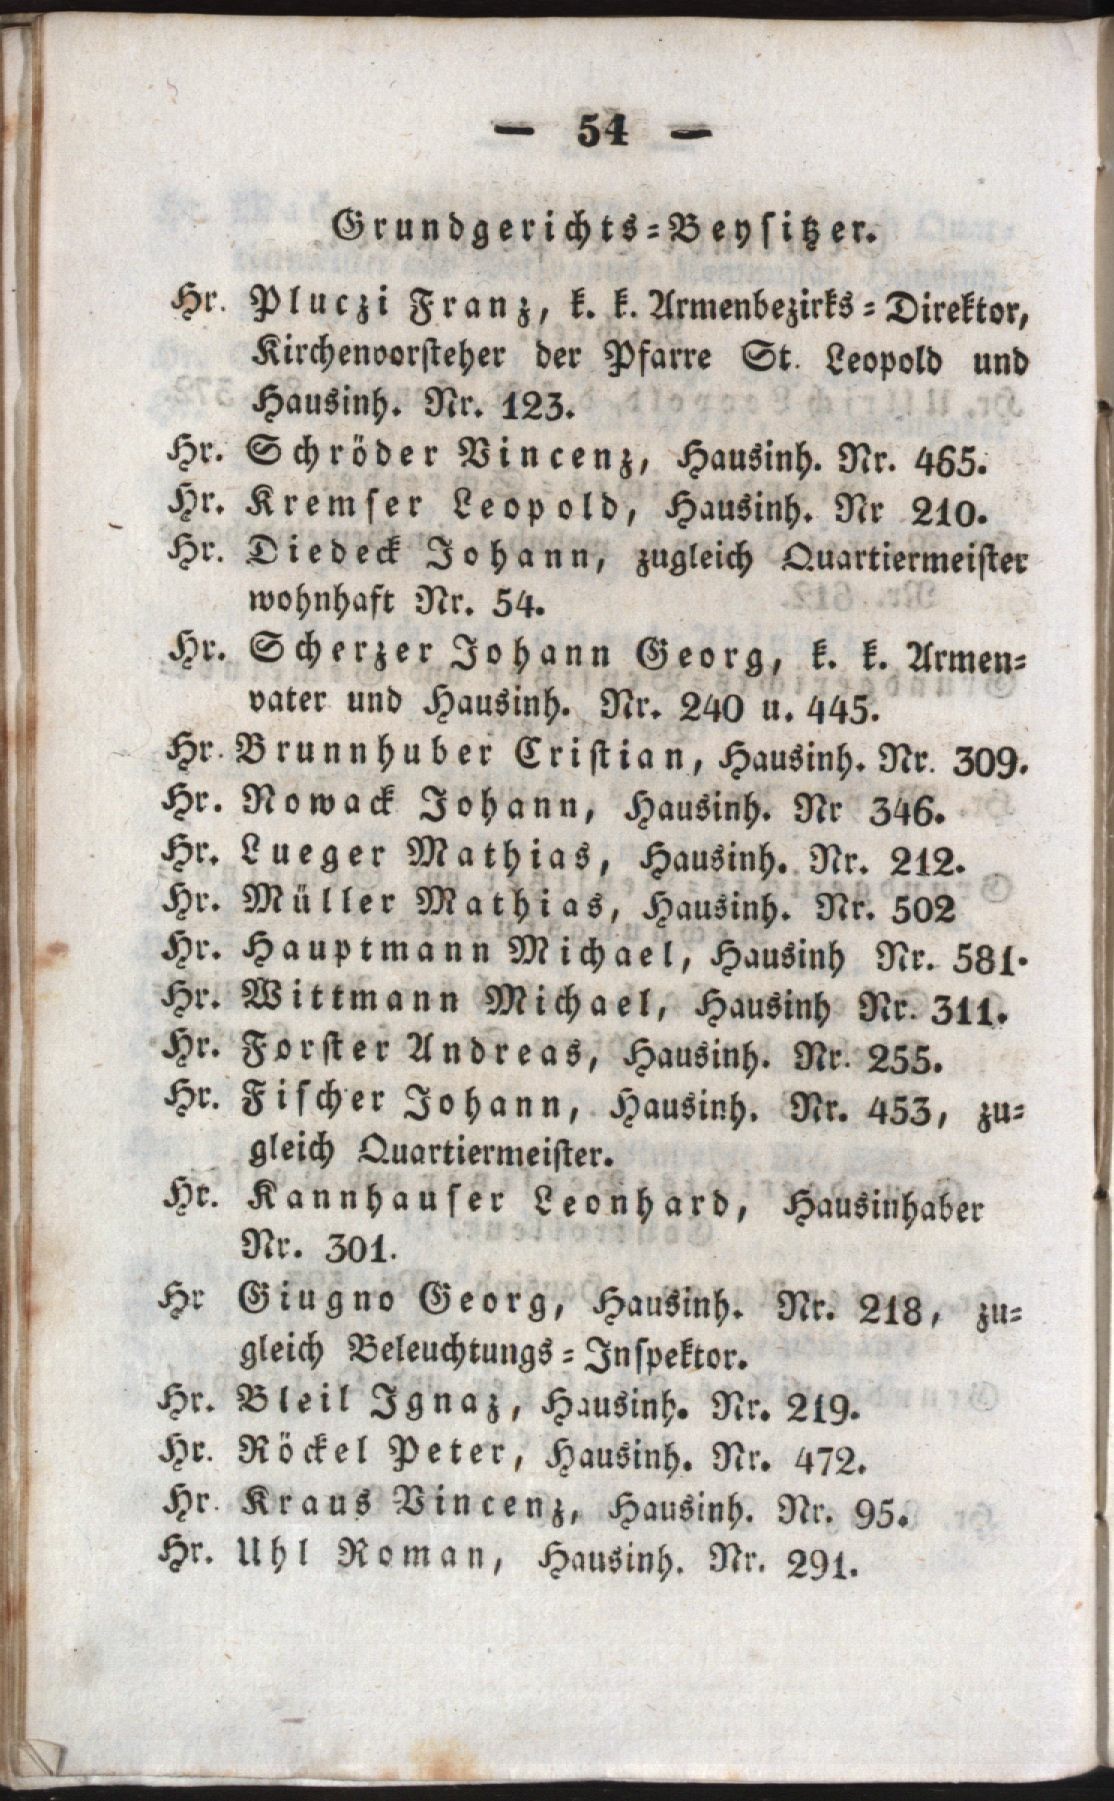 — 54 —
Grundgerichts=Beysitzer.
Hr. Pluczi Franz, k. k. Armenbezirks=Direktor,
Kirchenvorsteher der Pfarre St. Leopold und
Hausinh. Nr. 123.
Hr. Schröder Vincenz, Hausinh. Nr. 465.
Hr. Kremser Leopold, Hausinh. Nr 210.
Hr. Diedeck Johann, zugleich Quartiermeister
wohnhaft Nr. 54.
Hr. Scherzer Johann Georg, k. k. Armen=
vater und Hausinh. Nr. 240 u. 445.
Hr. Brunnhuber Cristian, Hausinh. Nr. 309.
Hr. Nowack Johann, Hausinh. Nr 346.
Hr. Lueger Mathias, Hausinh. Nr. 212.
Hr. Müller Mathias, Hausinh. Nr. 502
Hr. Hauptmann Michael, Hausinh Nr. 581.
Hr. Wittmann Michael, Hausinh Nr. 311.
Hr. Forster Andreas, Hausinh. Nr. 255.
Hr. Fischer Johann, Hausinh. Nr. 453, zu=
gleich Quartiermeister.
Hr. Kannhauser Leonhard, Hausinhaber
Nr. 301.
Hr Giugno Georg, Hausinh. Nr. 218, zu=
gleich Beleuchtungs=Inspektor.
Hr. Bleil Ignaz, Hausinh. Nr. 219.
Hr. Röckel Peter, Hausinh. Nr. 472.
Hr. Kraus Vincenz, Hausinh. Nr. 95.
Hr. Uhl Roman, Hausinh. Nr. 291.